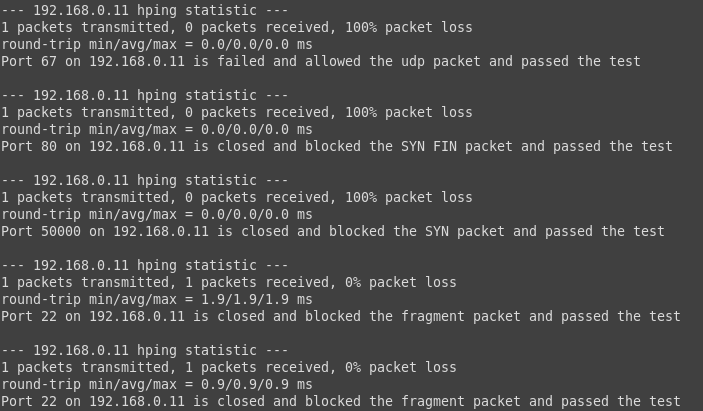 --- 192.168.0.11 hping statistic ---
1 packets transmitted, 0 packets received, 100% packet loss
round-trip min/avg/max = 0.0/0.0/0.0 ms
Port 67 on 192.168.0.11 is failed and allowed the udp packet and passed the test
--- 192.168.0.11 hping statistic ---
1 packets transmitted, 0 packets received, 100% packet loss
round-trip min/avg/max = 0.0/0.0/0.0 ms
Port 80 on 192.168.0.11 is closed and blocked the SYN FIN packet and passed the test
--- 192.168.0.11 hping statistic ---
1 packets transmitted, 0 packets received, 100% packet loss
round-trip min/avg/max = 0.0/0.0/0.0 ms
Port 50000 on 192.168.0.11 is closed and blocked the SYN packet and passed the test
--- 192.168.0.11 hping statistic ---
1 packets transmitted, 1 packets received, 0% packet loss
round-trip min/avg/max = 1.9/1.9/1.9 ms
Port 22 on 192.168.0.11 is closed and blocked the fragment packet and passed the test
--- 192.168.0.11 hping statistic ---
1 packets transmitted, 1 packets received, 0% packet loss
round-trip min/avg/max = 0.9/0.9/0.9 ms
Port 22 on 192.168.0.11 is closed and blocked the fragment packet and passed the test